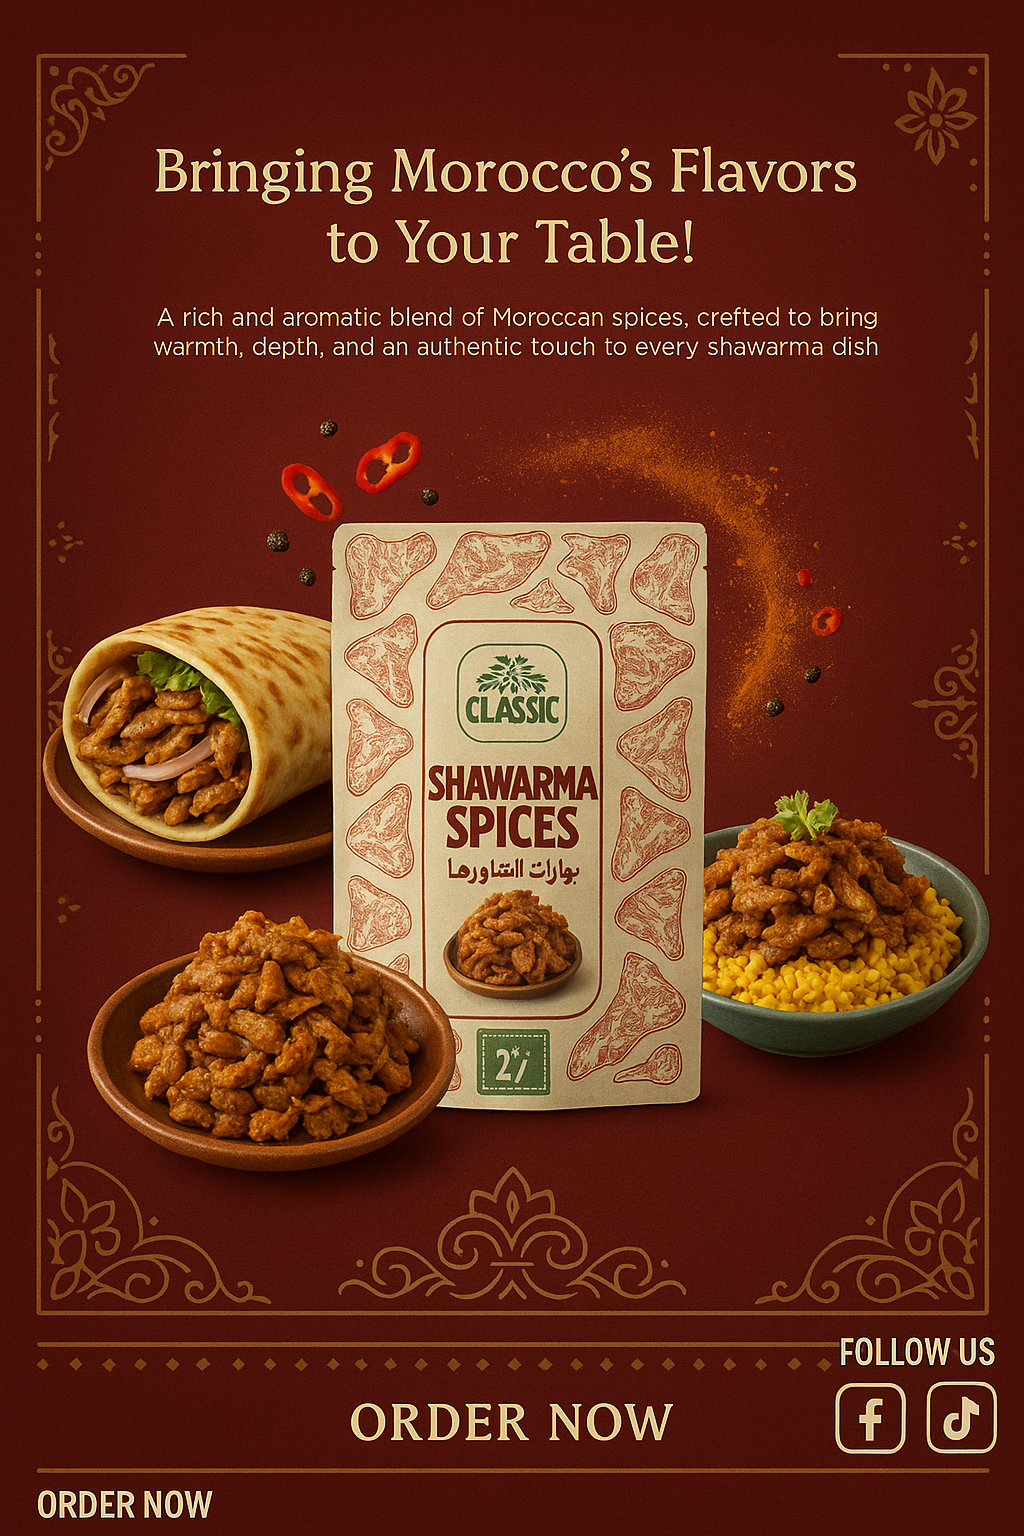 Bringing Morocco’s Flavors
to Your Table!
A rich and aromatic blend of Moroccan spices, crefted to bring
warmth, depth, and an authentic touch to every shawarma dish
CLASSIC
SHAWARMA
SPICES
بهارات الشاورما
FOLLOW US
ORDER NOW
ORDER NOW